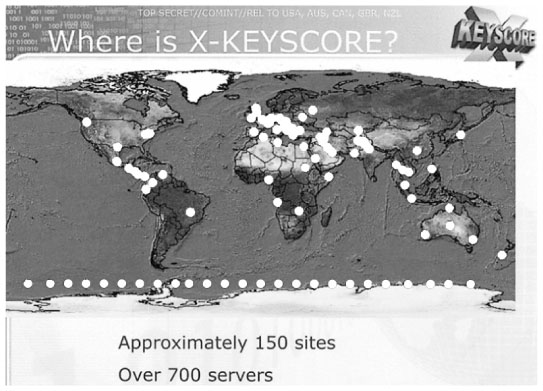 TOP SECRET//COMINT//REL TO USA, AUS, CAN, GBR, NZL
Where is X-KEYSCORE?
X
KEYSCORE
Approximately 150 sites
Over 700 servers